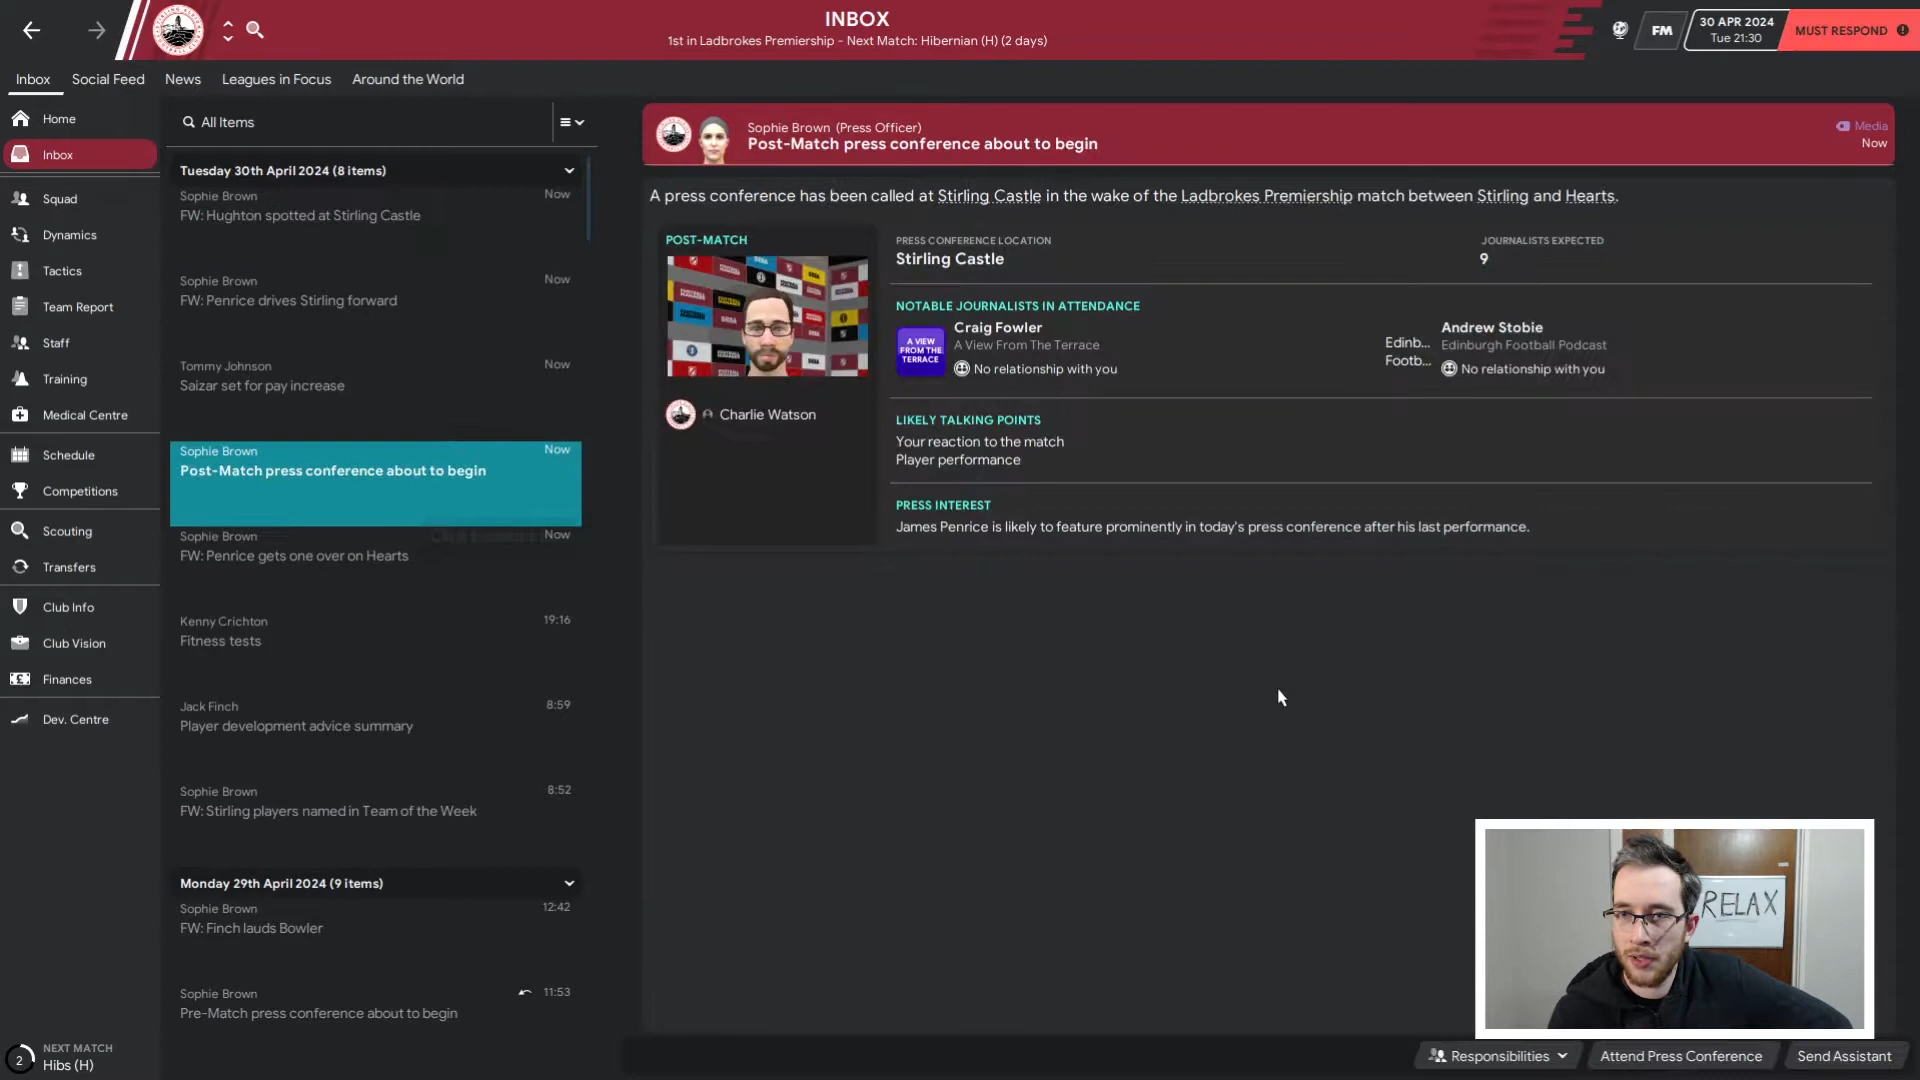 INBOX
1st in Ladbrokes Premiership - Next Match: Hibernian (H) (2 days)
FM
30 APR 2024
Tue 21:30
MUST RESPOND
Inbox
Social Feed
News
Leagues in Focus
Around the World
Home
Inbox
Squad
Dynamics
Tactics
Team Report
Staff
Training
Medical Centre
Schedule
Competitions
Scouting
Transfers
Club Info
Club Vision
Finances
Dev. Centre
2
NEXT MATCH
Hibs (H)
All Items
Tuesday 30th April 2024 (8 items)
Sophie Brown Now
FW: Hughton spotted at Stirling Castle
Sophie Brown Now
FW: Penrice drives Stirling forward
Tommy Johnson Now
Saizar set for pay increase
Sophie Brown Now
Post-Match press conference about to begin
Sophie Brown Now
FW: Penrice gets one over on Hearts
Kenny Crichton 19:16
Fitness tests
Jack Finch 8:59
Player development advice summary
Sophie Brown 8:52
FW: Stirling players named in Team of the Week
Monday 29th April 2024 (9 items)
Sophie Brown 12:42
FW: Finch lauds Bowler
Sophie Brown 11:53
Pre-Match press conference about to begin
Sophie Brown (Press Officer)
Post-Match press conference about to begin
Media
Now
A press conference has been called at Stirling Castle in the wake of the Ladbrokes Premiership match between Stirling and Hearts.
POST-MATCH
Charlie Watson
PRESS CONFERENCE LOCATION
Stirling Castle
JOURNALISTS EXPECTED
9
NOTABLE JOURNALISTS IN ATTENDANCE
A VIEW
FROM THE
TERRACE
Craig Fowler
A View From The Terrace
No relationship with you
Edinb...
Footb...
Andrew Stobie
Edinburgh Football Podcast
No relationship with you
LIKELY TALKING POINTS
Your reaction to the match
Player performance
PRESS INTEREST
James Penrice is likely to feature prominently in today's press conference after his last performance.
RELAX
Responsibilities
Attend Press Conference
Send Assistant